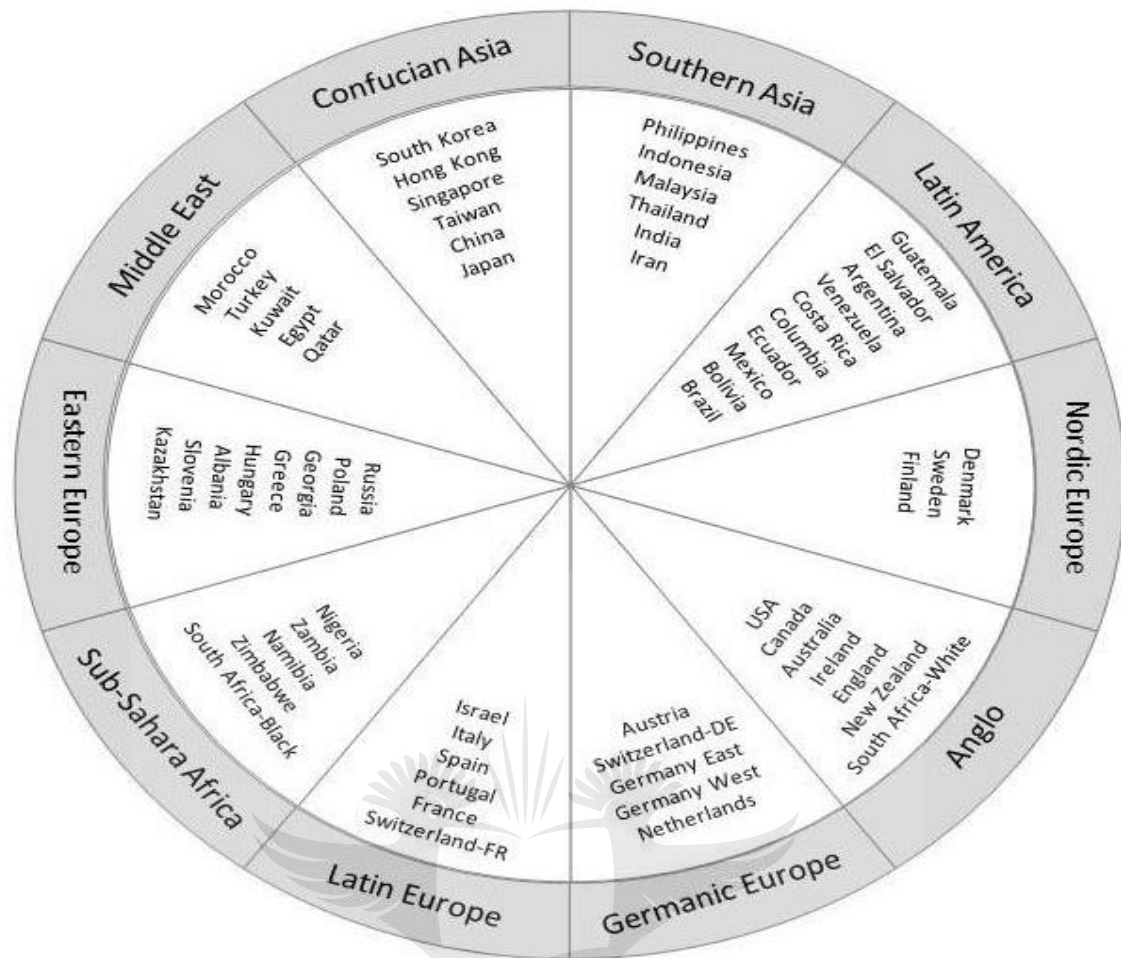 Confucian Asia
South Korea
Hong Kong
Singapore
Taiwan
China
Japan
Southern Asia
Philippines
Indonesia
Malaysia
Thailand
India
Iran
Latin America
Guatemala
El Salvador
Argentina
Venezuela
Costa Rica
Columbia
Ecuador
Mexico
Bolivia
Brazil
Nordic Europe
Denmark
Sweden
Finland
Anglo
USA
Canada
Australia
Ireland
England
New Zealand
South Africa-White
Germanic Europe
Austria
Switzerland-DE
Germany East
Germany West
Netherlands
Latin Europe
Israel
Italy
Spain
Portugal
France
Switzerland-FR
Sub-Sahara Africa
Nigeria
Zambia
Namibia
Zimbabwe
South Africa-Black
Eastern Europe
Russia
Poland
Georgia
Greece
Hungary
Albania
Slovenia
Kazakhstan
Middle East
Morocco
Turkey
Kuwait
Egypt
Qatar